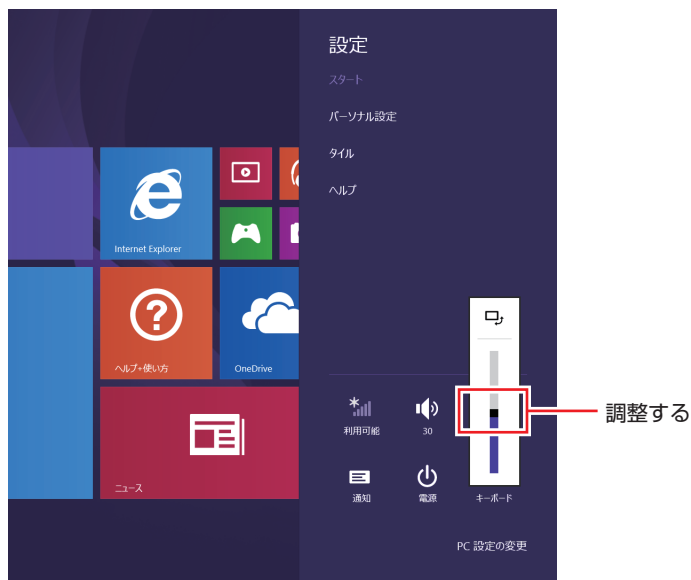 設定
スタート
パーソナル設定
タイル
ヘルプ
Internet Explorer
ヘルプ+使い方
OneDrive
ニュース
利用可能
30
調整する
通知
電源
キーボード
PC 設定の変更